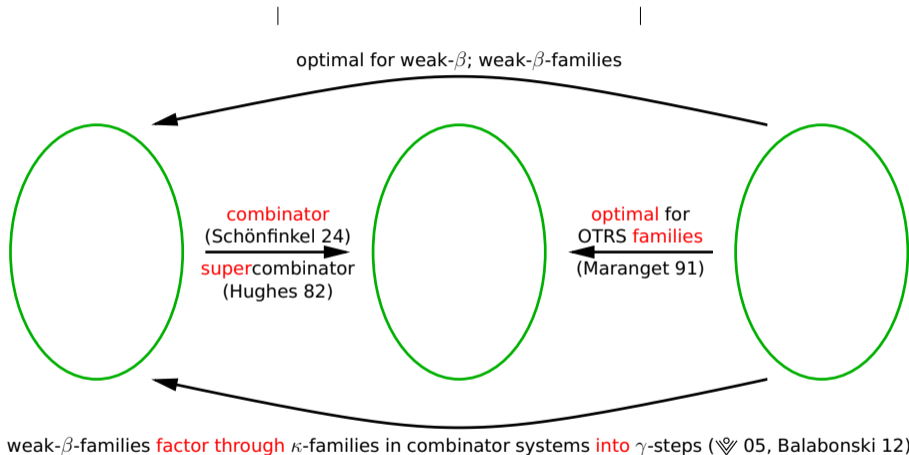 optimal for weak-β; weak-β-families
combinator
(Schönfinkel 24)
supercombinator
(Hughes 82)
optimal for
OTRS families
(Maranget 91)
weak-β-families factor through κ-families in combinator systems into γ-steps ( 05, Balabonski 12)